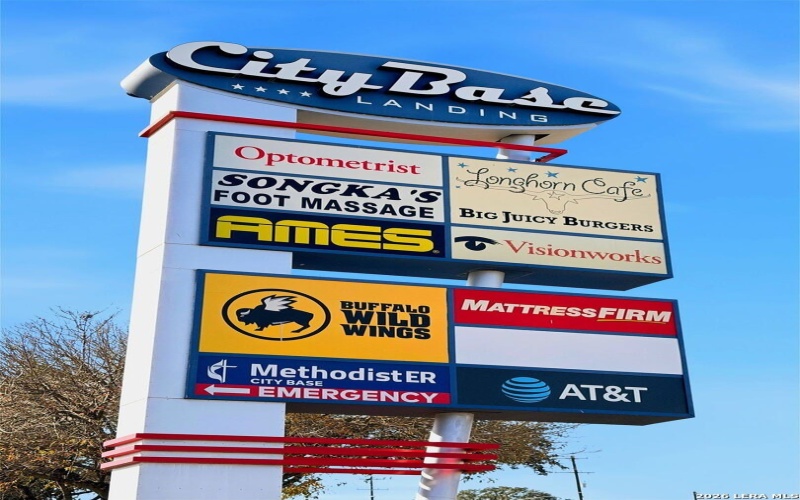 City Base
LANDING
Optometrist
SONGKA'S
FOOT MASSAGE
AMES
Longhorn Cafe
BIG JUICY BURGERS
Visionworks
BUFFALO
WILD
WINGS
MethodistER
CITY BASE
EMERGENCY
MATTRESSFIRM
AT&T
2026 LERA MLS